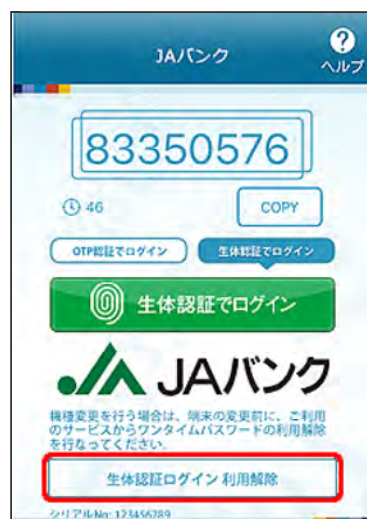 JAバンク
?
ヘルプ
83350576
46
COPY
OTP認証でログイン
生体認証でログイン
生体認証でログイン
JAバンク
機種変更を行う場合は、端末の変更前に、ご利用
のサービスからワンタイムパスワードの利用解除
を行なってください。
生体認証ログイン 利用解除
シリアルNo: 123456789